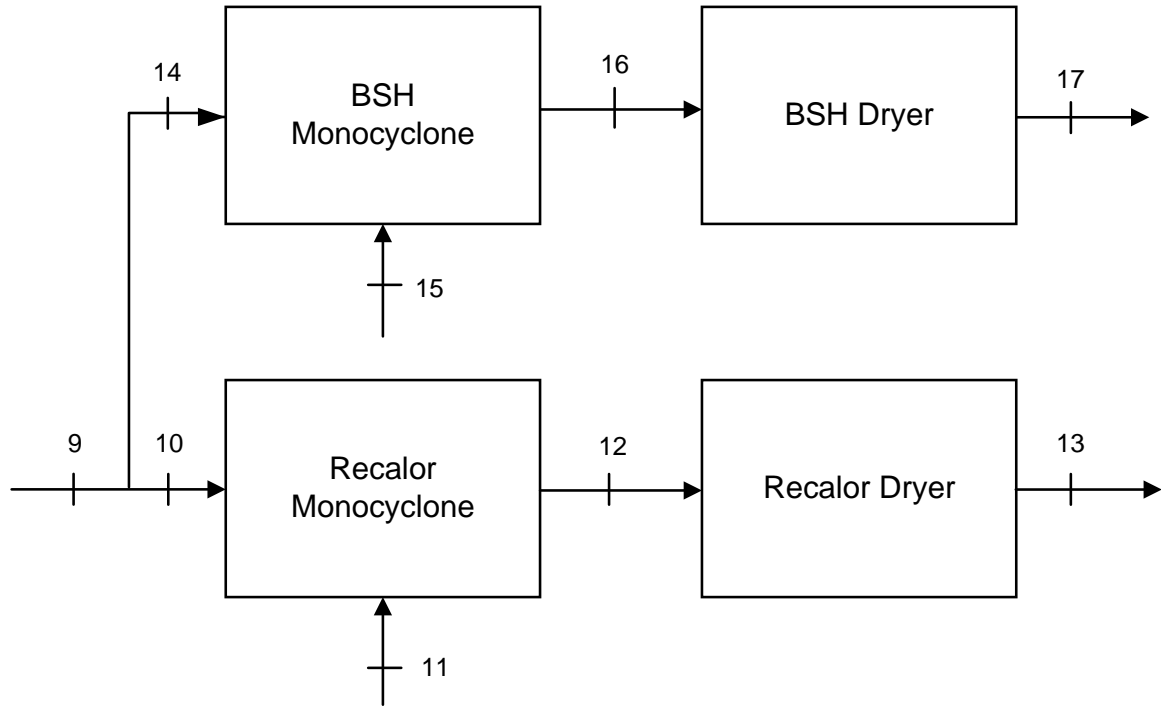 14
BSH
Monocyclone
16
BSH Dryer
17
15
9
10
Recalor
Monocyclone
12
Recalor Dryer
13
11